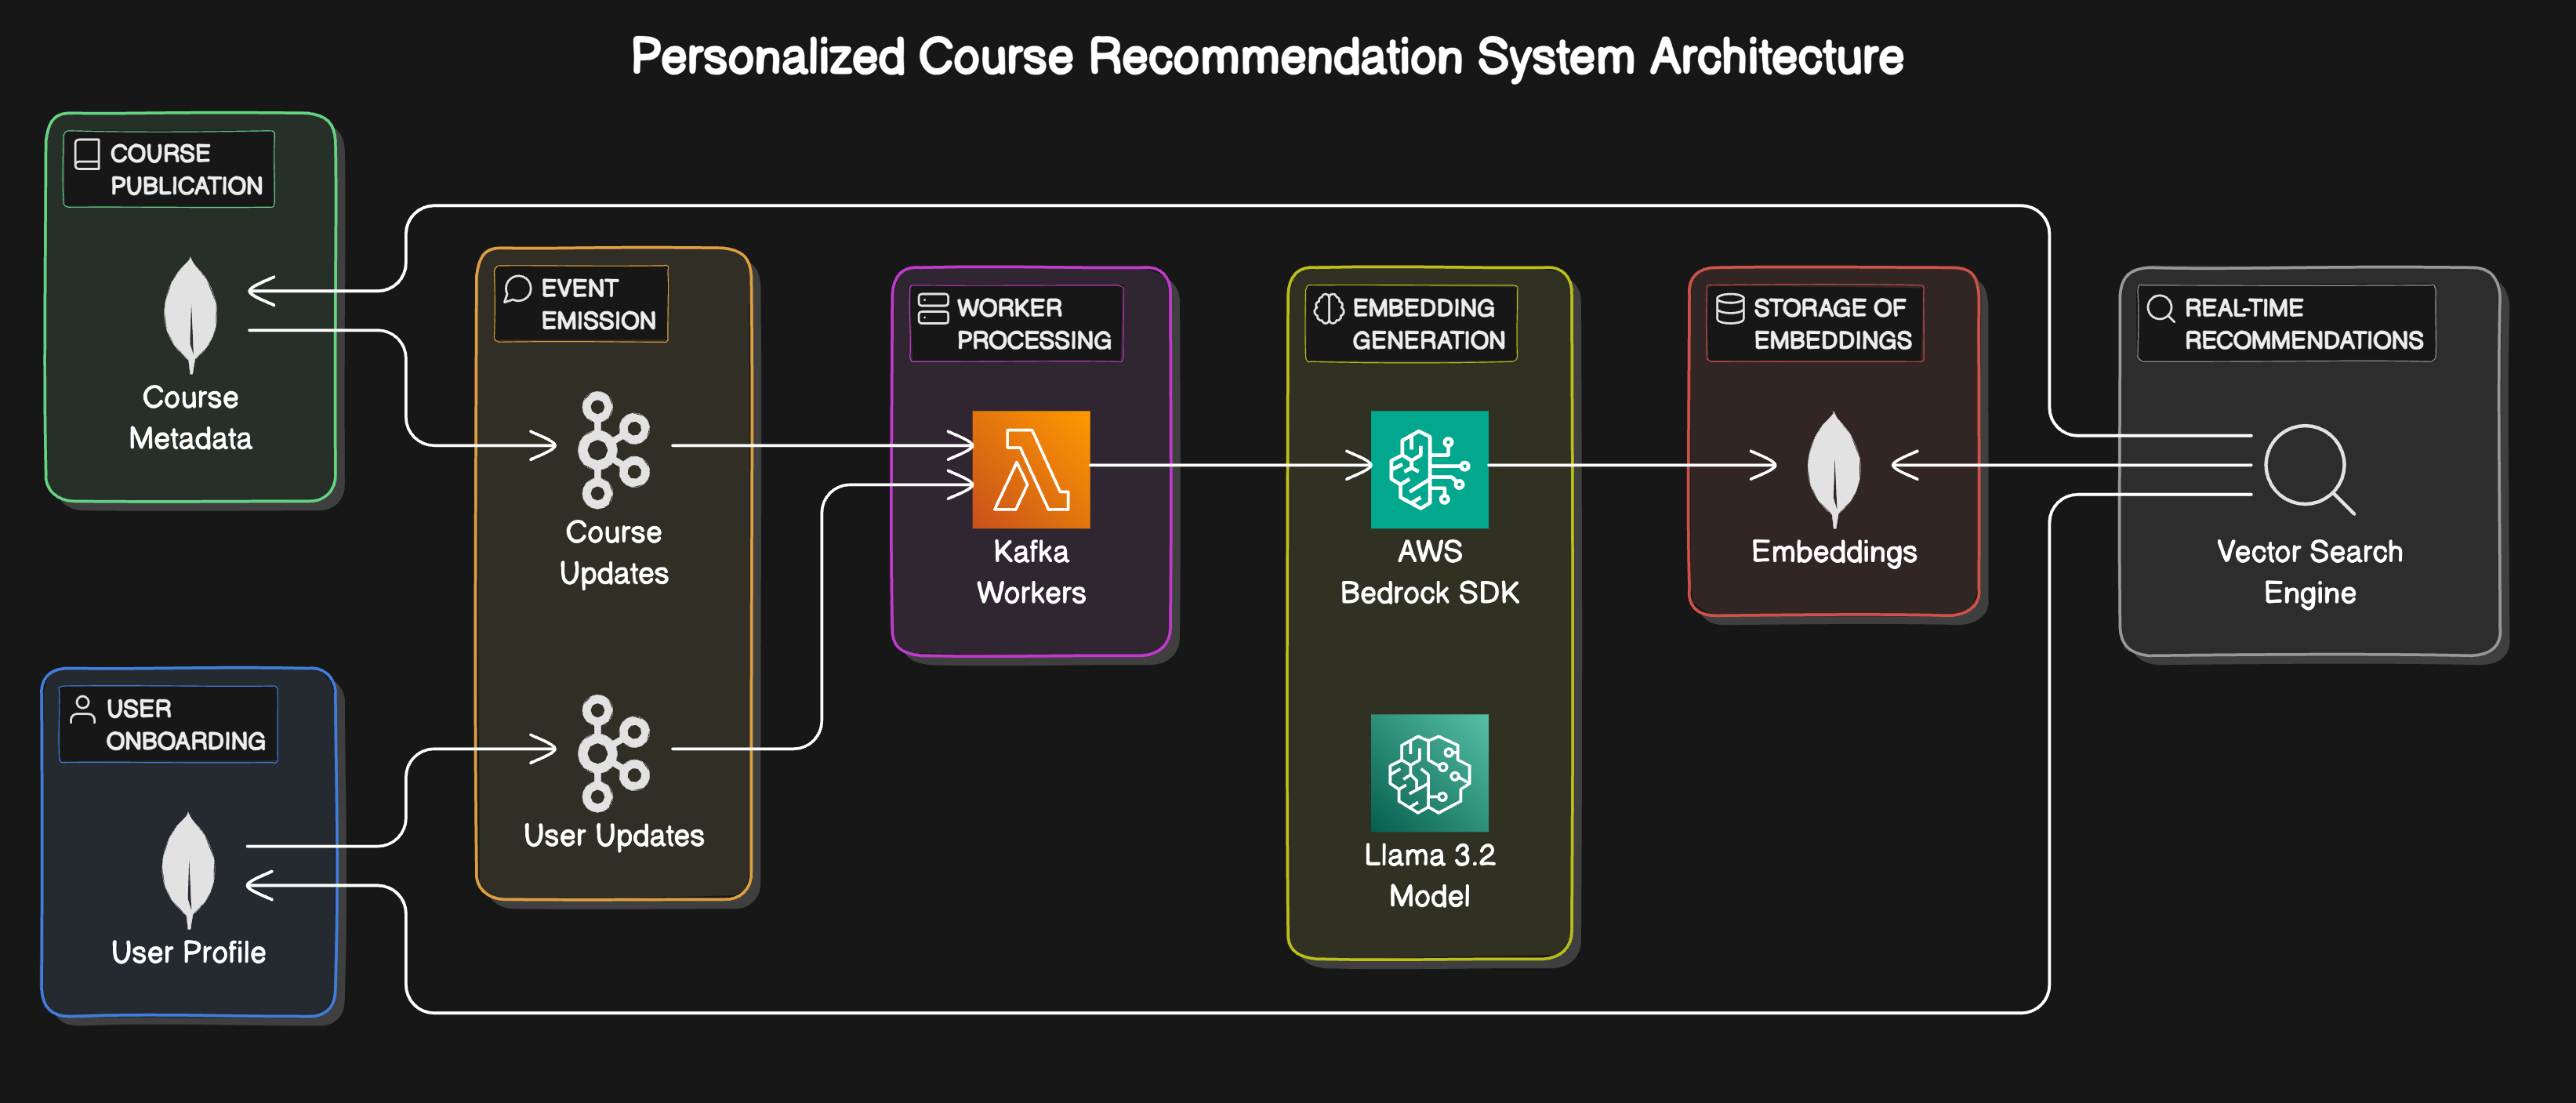 Personalized Course Recommendation System Architecture
COURSE
PUBLICATION
Course
Metadata
USER
ONBOARDING
User Profile
EVENT
EMISSION
Course
Updates
User Updates
WORKER
PROCESSING
Kafka
Workers
EMBEDDING
GENERATION
AWS
Bedrock SDK
Llama 3.2
Model
STORAGE OF
EMBEDDINGS
Embeddings
REAL-TIME
RECOMMENDATIONS
Vector Search
Engine